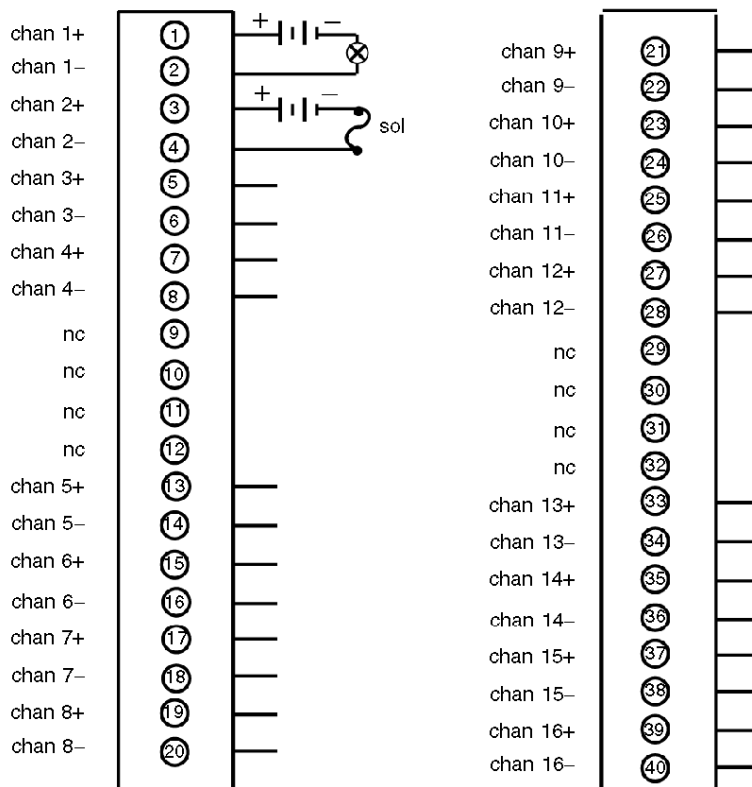 chan 1+ 1 + −
chan 1− 2
chan 2+ 3 + −
chan 2− 4 sol
chan 3+ 5
chan 3− 6
chan 4+ 7
chan 4− 8
nc 9
nc 10
nc 11
nc 12
chan 5+ 13
chan 5− 14
chan 6+ 15
chan 6− 16
chan 7+ 17
chan 7− 18
chan 8+ 19
chan 8− 20
chan 9+ 21
chan 9− 22
chan 10+ 23
chan 10− 24
chan 11+ 25
chan 11− 26
chan 12+ 27
chan 12− 28
nc 29
nc 30
nc 31
nc 32
chan 13+ 33
chan 13− 34
chan 14+ 35
chan 14− 36
chan 15+ 37
chan 15− 38
chan 16+ 39
chan 16− 40